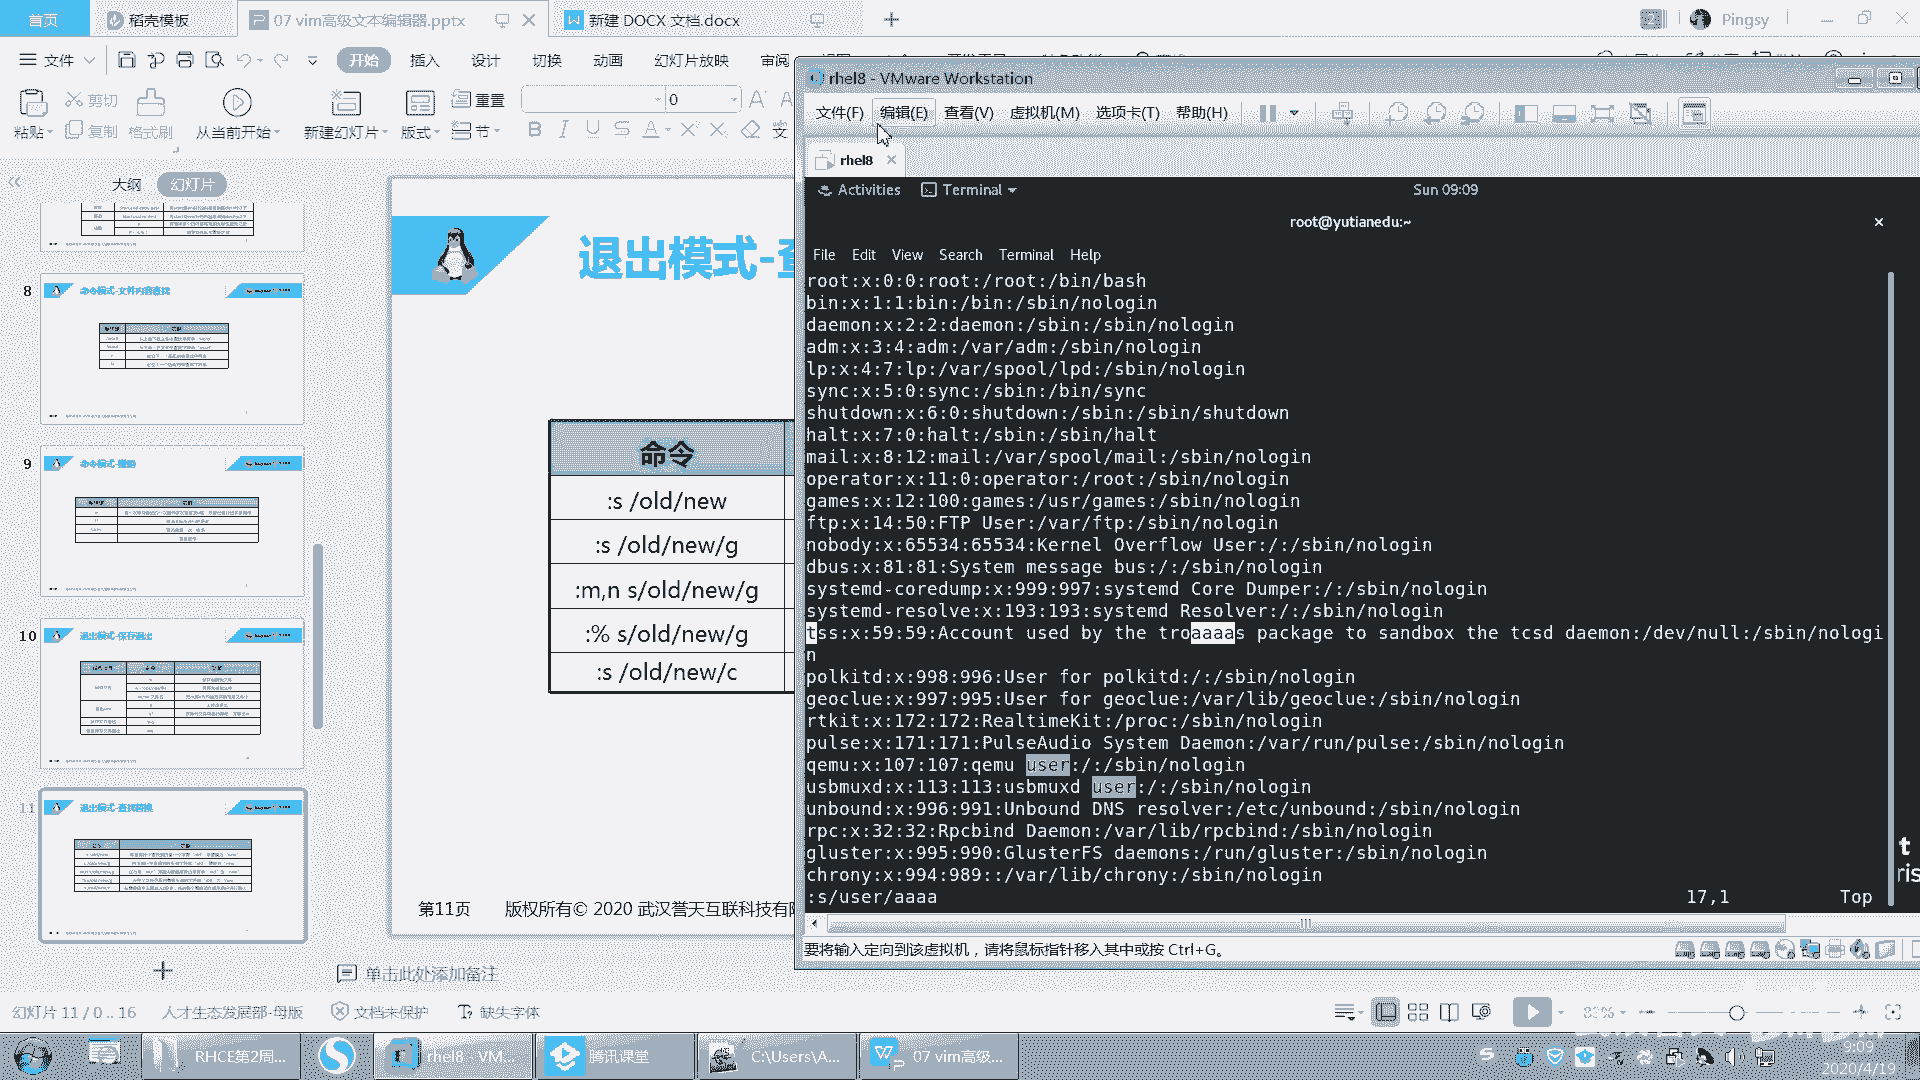 首页
稻壳模板
07 vim高级文本编辑器.pptx
新建 DOCX 文档.docx
Pingsy
文件
开始
插入
设计
切换
动画
幻灯片放映
审阅
粘贴
剪切
复制
格式刷
从当前开始
新建幻灯片
版式
重置
节
0
大纲
幻灯片
8
命令模式-文件内容查找
9
命令模式-撤销
10
退出模式-保存退出
11
退出模式-查找替换
退出模式-查
命令
:s /old/new
:s /old/new/g
:m,n s/old/new/g
:% s/old/new/g
:s /old/new/c
第11页
版权所有© 2020 武汉誉天互联科技有限
单击此处添加备注
rhel8 - VMware Workstation
文件(F)
编辑(E)
查看(V)
虚拟机(M)
选项卡(T)
帮助(H)
rhel8
Activities
Terminal
Sun 09:09
root@yutianedu:~
File Edit View Search Terminal Help
root:x:0:0:root:/root:/bin/bash
bin:x:1:1:bin:/bin:/sbin/nologin
daemon:x:2:2:daemon:/sbin:/sbin/nologin
adm:x:3:4:adm:/var/adm:/sbin/nologin
lp:x:4:7:lp:/var/spool/lpd:/sbin/nologin
sync:x:5:0:sync:/sbin:/bin/sync
shutdown:x:6:0:shutdown:/sbin:/sbin/shutdown
halt:x:7:0:halt:/sbin:/sbin/halt
mail:x:8:12:mail:/var/spool/mail:/sbin/nologin
operator:x:11:0:operator:/root:/sbin/nologin
games:x:12:100:games:/usr/games:/sbin/nologin
ftp:x:14:50:FTP User:/var/ftp:/sbin/nologin
nobody:x:65534:65534:Kernel Overflow User:/:/sbin/nologin
dbus:x:81:81:System message bus:/:/sbin/nologin
systemd-coredump:x:999:997:systemd Core Dumper:/:/sbin/nologin
systemd-resolve:x:193:193:systemd Resolver:/:/sbin/nologin
tss:x:59:59:Account used by the troaaaas package to sandbox the tcsd daemon:/dev/null:/sbin/nologi
n
polkitd:x:998:996:User for polkitd:/:/sbin/nologin
geoclue:x:997:995:User for geoclue:/var/lib/geoclue:/sbin/nologin
rtkit:x:172:172:RealtimeKit:/proc:/sbin/nologin
pulse:x:171:171:PulseAudio System Daemon:/var/run/pulse:/sbin/nologin
qemu:x:107:107:qemu user:/:/sbin/nologin
usbmuxd:x:113:113:usbmuxd user:/:/sbin/nologin
unbound:x:996:991:Unbound DNS resolver:/etc/unbound:/sbin/nologin
rpc:x:32:32:Rpcbind Daemon:/var/lib/rpcbind:/sbin/nologin
gluster:x:995:990:GlusterFS daemons:/run/gluster:/sbin/nologin
chrony:x:994:989::/var/lib/chrony:/sbin/nologin
:s/user/aaaa
17,1
Top
要将输入定向到该虚拟机，请将鼠标指针移入其中或按 Ctrl+G。
幻灯片 11 / 0 .. 16
人才生态发展部-母版
文档未保护
缺失字体
RHCE第2周...
rhel8 - VM...
腾讯课堂
C:\Users\A...
07 vim高级...
9:09
2020/4/19